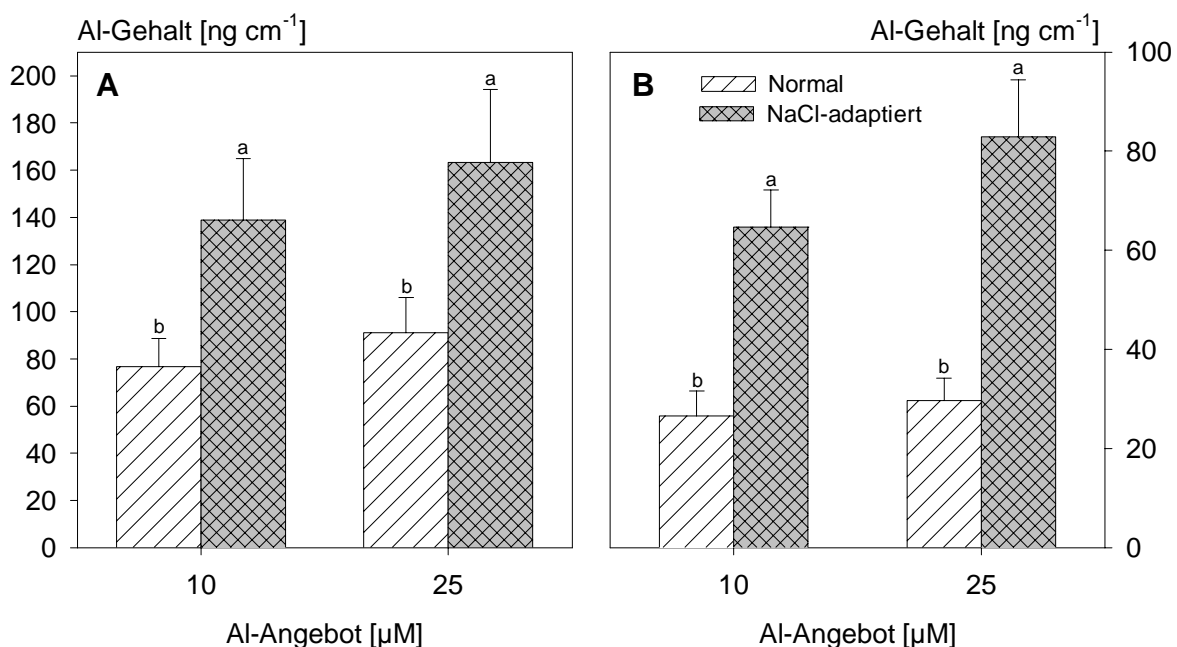 Al-Gehalt [ng cm⁻¹]
A
200
180
160
140
120
100
80
60
40
20
0
b
a
b
a
10
25
Al-Angebot [µM]
Al-Gehalt [ng cm⁻¹]
B
Normal
NaCl-adaptiert
b
a
b
a
100
80
60
40
20
0
10
25
Al-Angebot [µM]